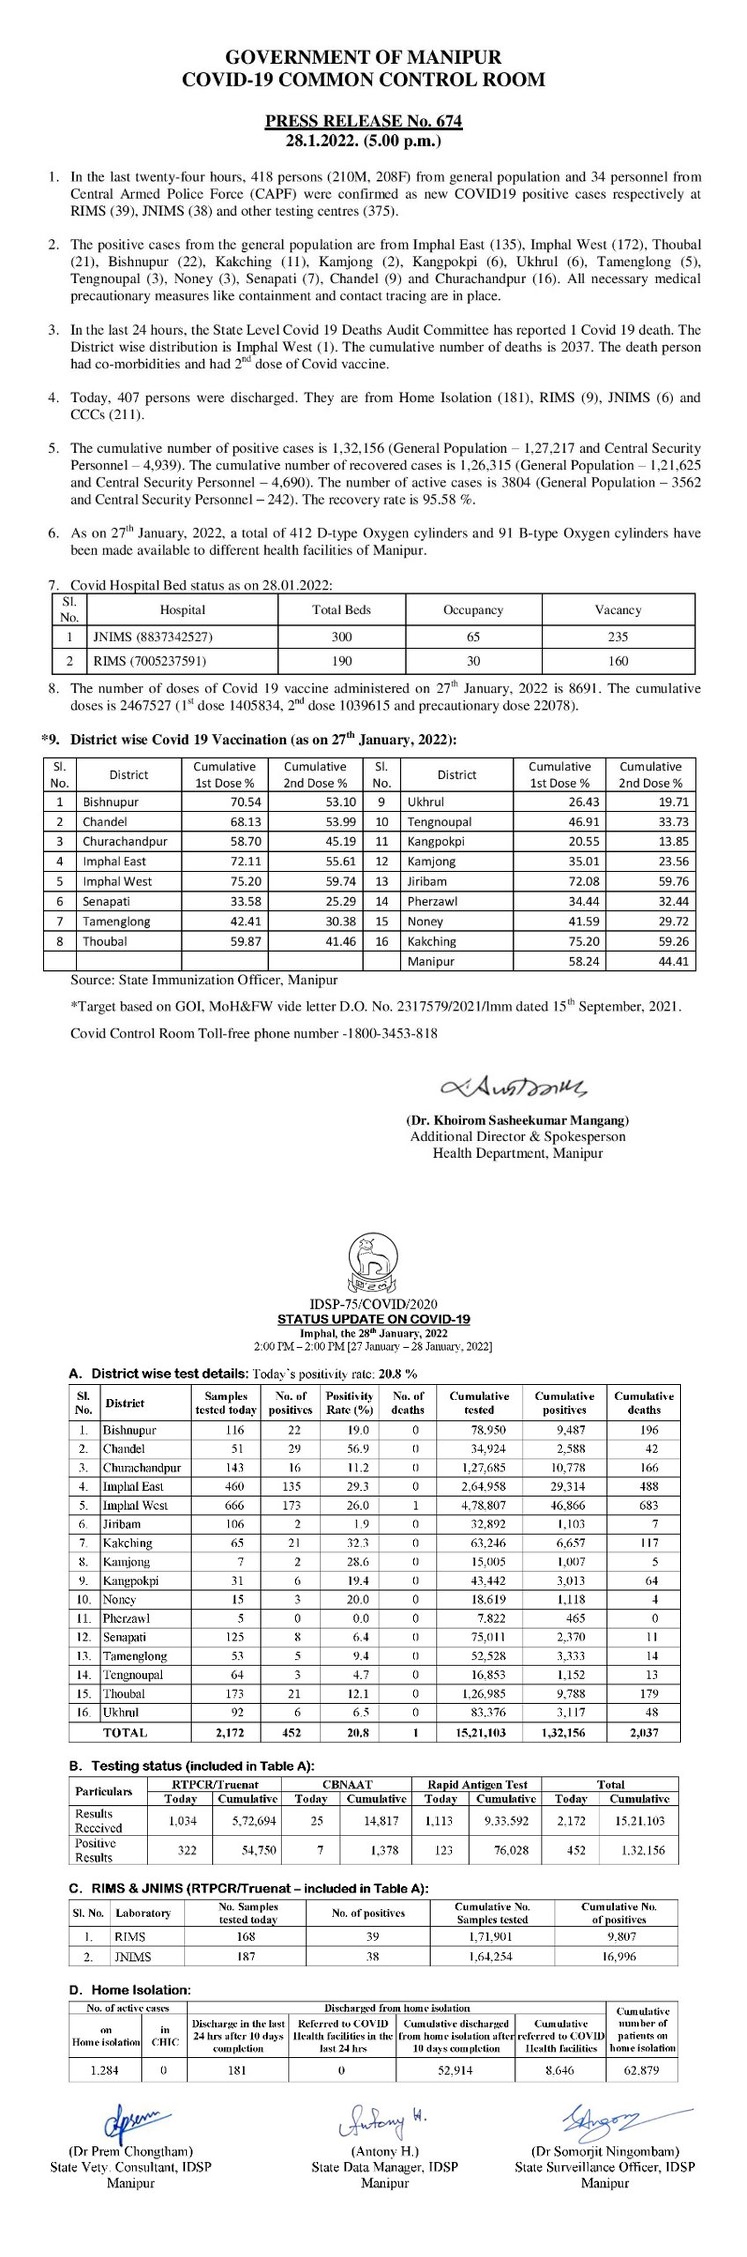 GOVERNMENT OF MANIPUR
COVID-19 COMMON CONTROL ROOM
PRESS RELEASE No. 674
28.1.2022. (5.00 p.m.)
1. In the last twenty-four hours, 418 persons (210M, 208F) from general population and 34 personnel from
Central Armed Police Force (CAPF) were confirmed as new COVID19 positive cases respectively at
RIMS (39), JNIMS (38) and other testing centres (375).
2. The positive cases from the general population are from Imphal East (135), Imphal West (172), Thoubal
(21), Bishnupur (22), Kakching (11), Kamjong (2), Kangpokpi (6), Ukhrul (6), Tamenglong (5),
Tengnoupal (3), Noney (3), Senapati (7), Chandel (9) and Churachandpur (16). All necessary medical
precautionary measures like containment and contact tracing are in place.
3. In the last 24 hours, the State Level Covid 19 Deaths Audit Committee has reported 1 Covid 19 death. The
District wise distribution is Imphal West (1). The cumulative number of deaths is 2037. The death person
had co-morbidities and had 2nd dose of Covid vaccine.
4. Today, 407 persons were discharged. They are from Home Isolation (181), RIMS (9), JNIMS (6) and
CCCs (211).
5. The cumulative number of positive cases is 1,32,156 (General Population – 1,27,217 and Central Security
Personnel – 4,939). The cumulative number of recovered cases is 1,26,315 (General Population – 1,21,625
and Central Security Personnel – 4,690). The number of active cases is 3804 (General Population – 3562
and Central Security Personnel – 242). The recovery rate is 95.58 %.
6. As on 27th January, 2022, a total of 412 D-type Oxygen cylinders and 91 B-type Oxygen cylinders have
been made available to different health facilities of Manipur.
7. Covid Hospital Bed status as on 28.01.2022:
Sl. No. Hospital Total Beds Occupancy Vacancy
1 JNIMS (8837342527) 300 65 235
2 RIMS (7005237591) 190 30 160
8. The number of doses of Covid 19 vaccine administered on 27th January, 2022 is 8691. The cumulative
doses is 2467527 (1st dose 1405834, 2nd dose 1039615 and precautionary dose 22078).
*9. District wise Covid 19 Vaccination (as on 27th January, 2022):
Sl. No. District Cumulative 1st Dose % Cumulative 2nd Dose % Sl. No. District Cumulative 1st Dose % Cumulative 2nd Dose %
1 Bishnupur 70.54 53.10 9 Ukhrul 26.43 19.71
2 Chandel 68.13 53.99 10 Tengnoupal 46.91 33.73
3 Churachandpur 58.70 45.19 11 Kangpokpi 20.55 13.85
4 Imphal East 72.11 55.61 12 Kamjong 35.01 23.56
5 Imphal West 75.20 59.74 13 Jiribam 72.08 59.76
6 Senapati 33.58 25.29 14 Pherzawl 34.44 32.44
7 Tamenglong 42.41 30.38 15 Noney 41.59 29.72
8 Thoubal 59.87 41.46 16 Kakching 75.20 59.26
Manipur 58.24 44.41
Source: State Immunization Officer, Manipur
*Target based on GOI, MoH&FW vide letter D.O. No. 2317579/2021/Imm dated 15th September, 2021.
Covid Control Room Toll-free phone number -1800-3453-818
(Dr. Khoirom Sasheekumar Mangang)
Additional Director & Spokesperson
Health Department, Manipur
IDSP-75/COVID/2020
STATUS UPDATE ON COVID-19
Imphal, the 28th January, 2022
2:00 PM – 2:00 PM [27 January – 28 January, 2022]
A. District wise test details: Today's positivity rate: 20.8 %
Sl. No. District Samples tested today No. of positives Positivity Rate (%) No. of deaths Cumulative tested Cumulative positives Cumulative deaths
1. Bishnupur 116 22 19.0 0 78,950 9,487 196
2. Chandel 51 29 56.9 0 34,924 2,588 42
3. Churachandpur 143 16 11.2 0 1,27,685 10,778 166
4. Imphal East 460 135 29.3 0 2,64,958 29,314 488
5. Imphal West 666 173 26.0 1 4,78,807 46,866 683
6. Jiribam 106 2 1.9 0 32,892 1,103 7
7. Kakching 65 21 32.3 0 63,246 6,657 117
8. Kamjong 7 2 28.6 0 15,005 1,007 5
9. Kangpokpi 31 6 19.4 0 43,442 3,013 64
10. Noney 15 3 20.0 0 18,619 1,118 4
11. Pherzawl 5 0 0.0 0 7,822 465 0
12. Senapati 125 8 6.4 0 75,011 2,370 11
13. Tamenglong 53 5 9.4 0 52,528 3,333 14
14. Tengnoupal 64 3 4.7 0 16,853 1,152 13
15. Thoubal 173 21 12.1 0 1,26,985 9,788 179
16. Ukhrul 92 6 6.5 0 83,376 3,117 48
TOTAL 2,172 452 20.8 1 15,21,103 1,32,156 2,037
B. Testing status (included in Table A):
Particulars RTPCR/Truenat CBNAAT Rapid Antigen Test Total
Today Cumulative Today Cumulative Today Cumulative Today Cumulative
Results Received 1,034 5,72,694 25 14,817 1,113 9,33,592 2,172 15,21,103
Positive Results 322 54,750 7 1,378 123 76,028 452 1,32,156
C. RIMS & JNIMS (RTPCR/Truenat – included in Table A):
Sl. No. Laboratory No. Samples tested today No. of positives Cumulative No. Samples tested Cumulative No. of positives
1. RIMS 168 39 1,71,901 9,807
2. JNIMS 187 38 1,64,254 16,996
D. Home Isolation:
No. of active cases Discharged from home isolation Cumulative number of patients on home isolation
on Home isolation in CHIC Discharge in the last 24 hrs after 10 days completion Referred to COVID Health facilities in the last 24 hrs Cumulative discharged from home isolation after 10 days completion Cumulative referred to COVID Health facilities
1,284 0 181 0 52,914 8,646 62,879
Antony H.
(Dr Prem Chongtham) (Antony H.) (Dr Somorjit Ningombam)
State Vety. Consultant, IDSP State Data Manager, IDSP State Surveillance Officer, IDSP
Manipur Manipur Manipur